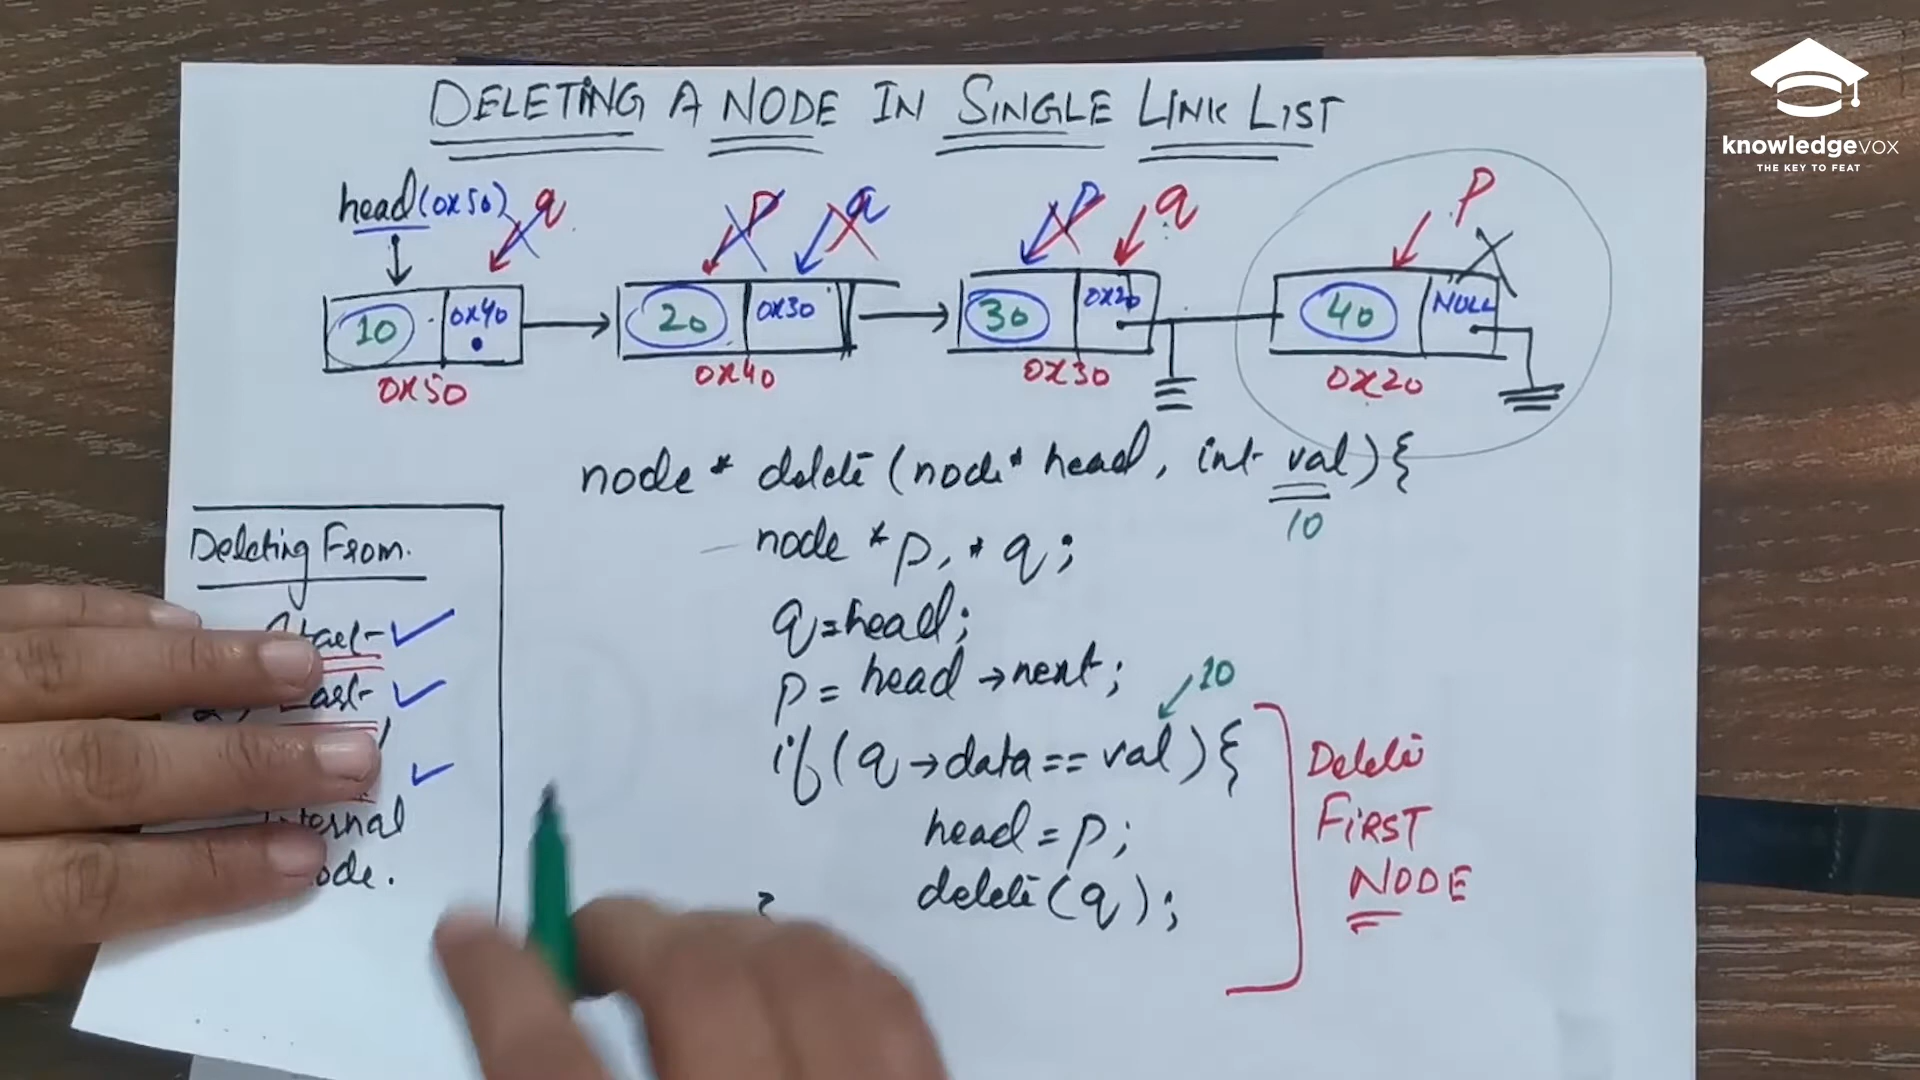 DELETING A NODE IN SINGLE LINK LIST
knowledgevox
THE KEY TO FEAT
head(0x50) q p q p q p
10 0x40 20 0x30 30 0x20 40 NULL
0x50 0x40 0x30 0x20
node * delete (node* head, int val){
10
node *p, *q;
q=head;
p = head →next;
10
if(q→data==val){
head=p;
delete(q);
Delete
FIRST
NODE
Deleting From.